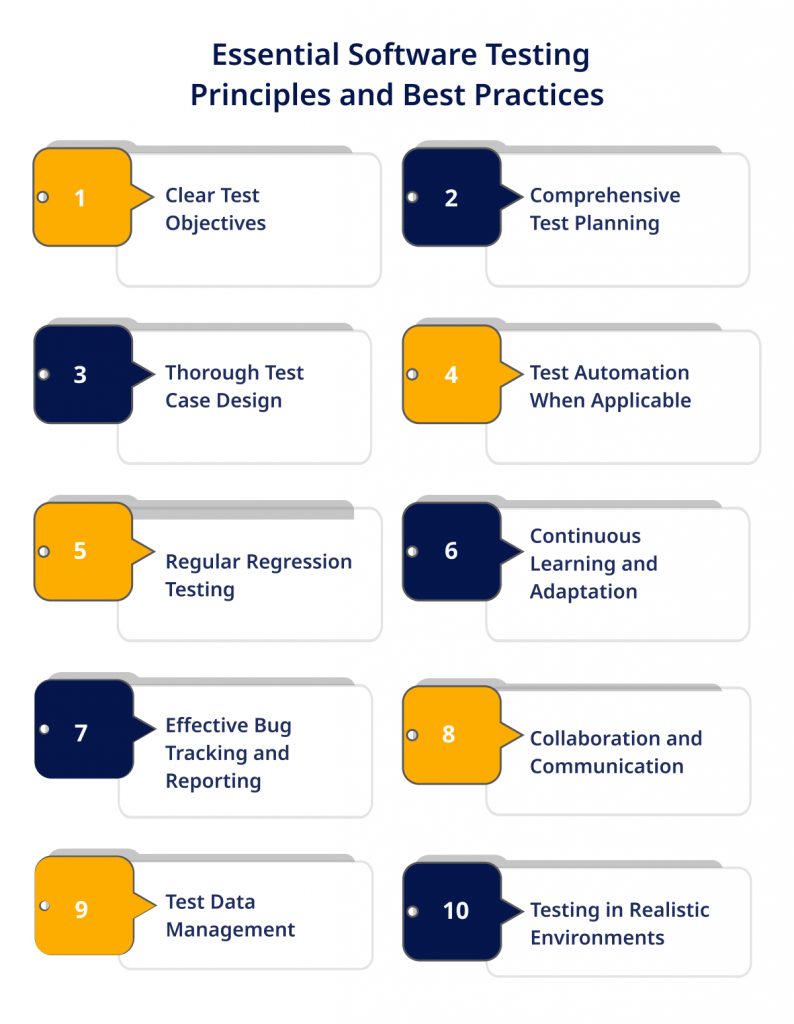 Essential Software Testing
Principles and Best Practices
1
Clear Test
Objectives
2
Comprehensive
Test Planning
3
Thorough Test
Case Design
4
Test Automation
When Applicable
5
Regular Regression
Testing
6
Continuous
Learning and
Adaptation
7
Effective Bug
Tracking and
Reporting
8
Collaboration and
Communication
9
Test Data
Management
10
Testing in Realistic
Environments